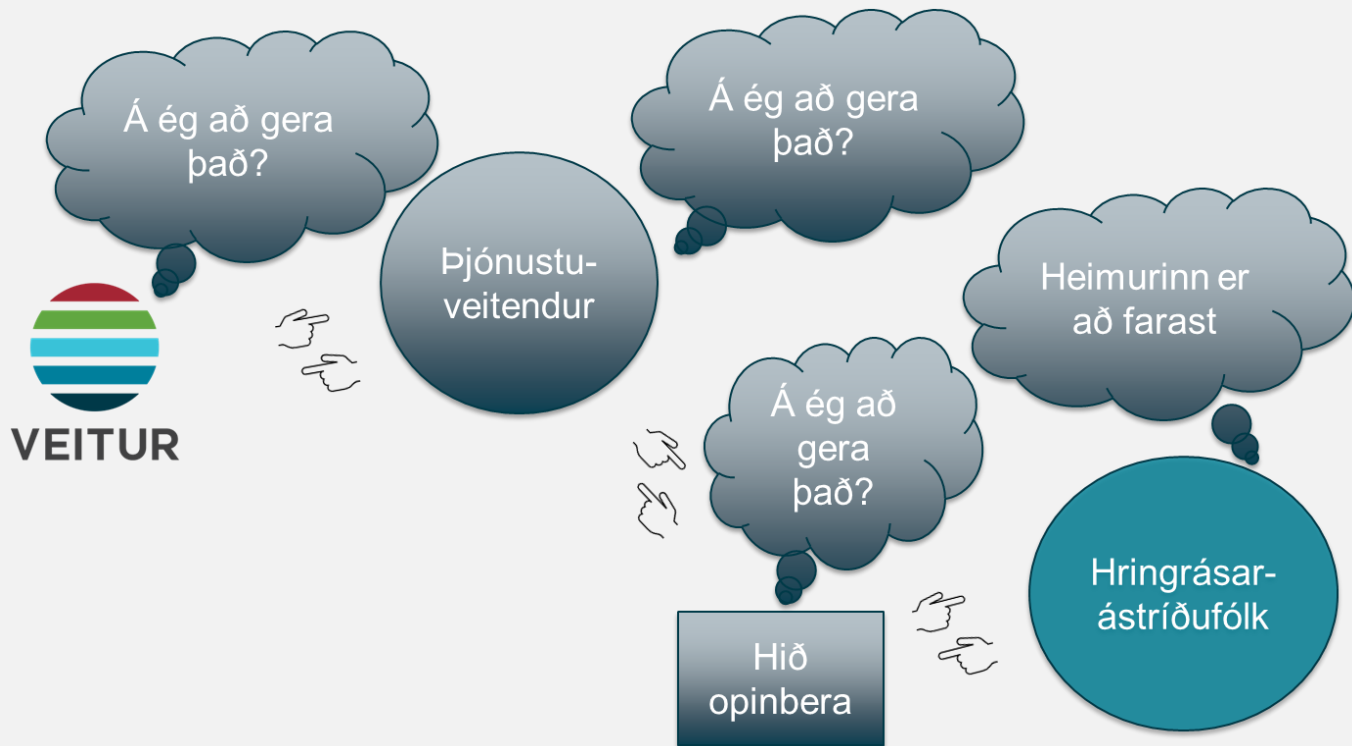 Á ég að gera
það?
VEITUR
Þjónustu-
veitendur
Á ég að gera
það?
Á ég að
gera
það?
Hið
opinbera
Heimurinn er
að farast
Hringrásar-
ástríðufólk